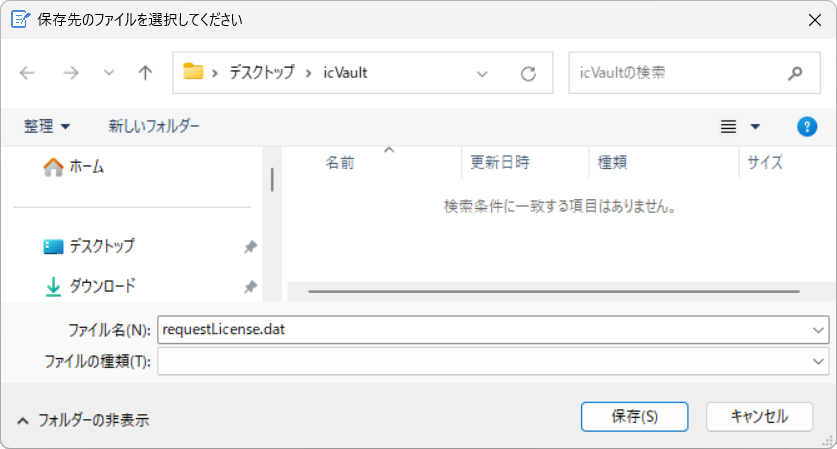 保存先のファイルを選択してください
デスクトップ icVault icVaultの検索
整理 新しいフォルダー ?
ホーム 名前 更新日時 種類 サイズ
検索条件に一致する項目はありません。
デスクトップ
ダウンロード
ファイル名(N): requestLicense.dat
ファイルの種類(T):
フォルダーの非表示 保存(S) キャンセル